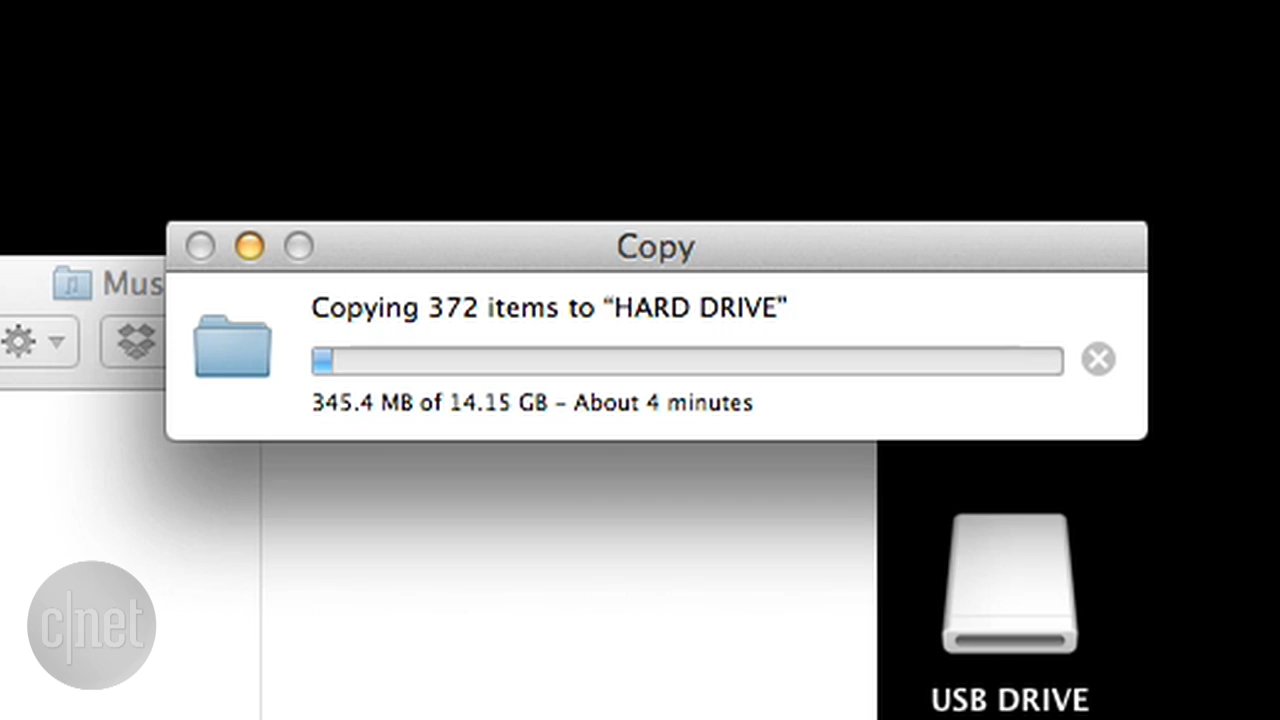 Copy
Mus
Copying 372 items to “HARD DRIVE”
345.4 MB of 14.15 GB – About 4 minutes
c|net
USB DRIVE